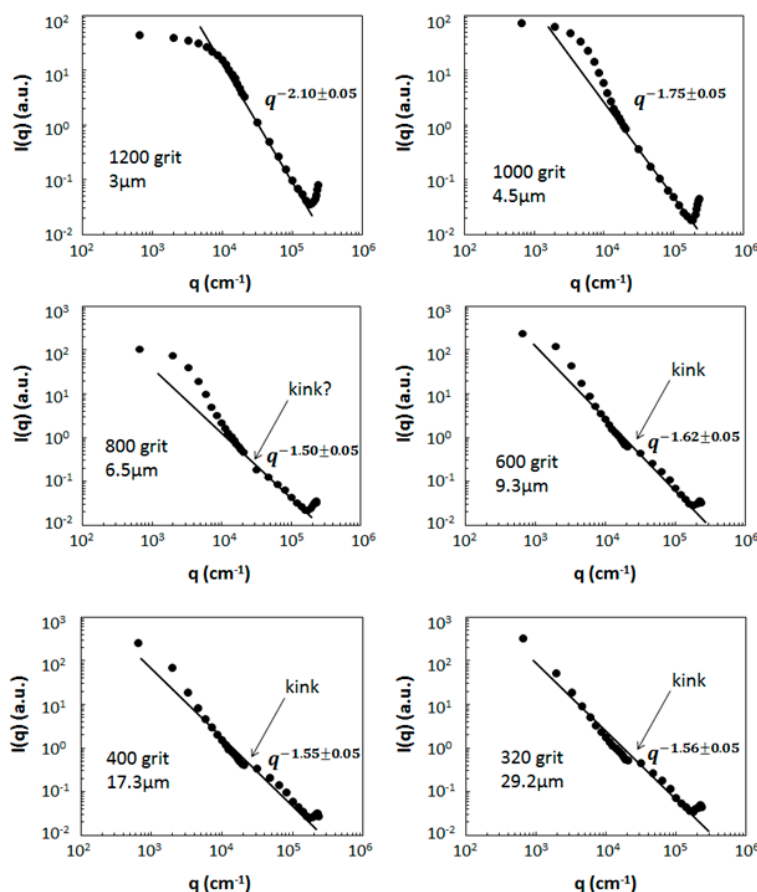 I(q) (a.u.)
10²
10¹
10⁰
10⁻¹
10⁻²
q^−2.10±0.05
1200 grit
3µm
10² 10³ 10⁴ 10⁵ 10⁶
q (cm⁻¹)
I(q) (a.u.)
10²
10¹
10⁰
10⁻¹
10⁻²
q^−1.75±0.05
1000 grit
4.5µm
10² 10³ 10⁴ 10⁵ 10⁶
q (cm⁻¹)
I(q) (a.u.)
10³
10²
10¹
10⁰
10⁻¹
10⁻²
kink?
q^−1.50±0.05
800 grit
6.5µm
10² 10³ 10⁴ 10⁵ 10⁶
q (cm⁻¹)
I(q) (a.u.)
10³
10²
10¹
10⁰
10⁻¹
10⁻²
kink
q^−1.62±0.05
600 grit
9.3µm
10² 10³ 10⁴ 10⁵ 10⁶
q (cm⁻¹)
I(q) (a.u.)
10³
10²
10¹
10⁰
10⁻¹
10⁻²
kink
q^−1.55±0.05
400 grit
17.3µm
10² 10³ 10⁴ 10⁵ 10⁶
q (cm⁻¹)
I(q) (a.u.)
10³
10²
10¹
10⁰
10⁻¹
10⁻²
kink
q^−1.56±0.05
320 grit
29.2µm
10² 10³ 10⁴ 10⁵ 10⁶
q (cm⁻¹)